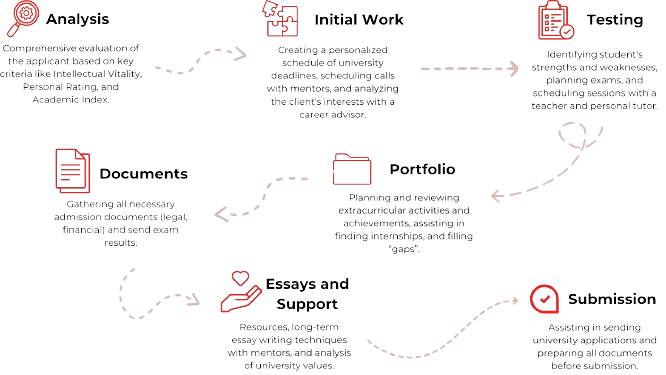 Analysis
Comprehensive evaluation of
the applicant based on key
criteria like Intellectual Vitality,
Personal Rating, and
Academic Index.
Initial Work
Creating a personalized
schedule of university
deadlines, scheduling calls
with mentors, and analyzing
the client's interests with a
career advisor.
Testing
Identifying student's
strengths and weaknesses,
planning exams, and
scheduling sessions with a
teacher and personal tutor.
Portfolio
Planning and reviewing
extracurricular activities and
achievements, assisting in
finding internships, and filling
"gaps".
Documents
Gathering all necessary
admission documents (legal,
financial) and send exam
results.
Essays and
Support
Resources, long-term
essay writing techniques
with mentors, and analysis
of university values.
Submission
Assisting in sending
university applications and
preparing all documents
before submission.